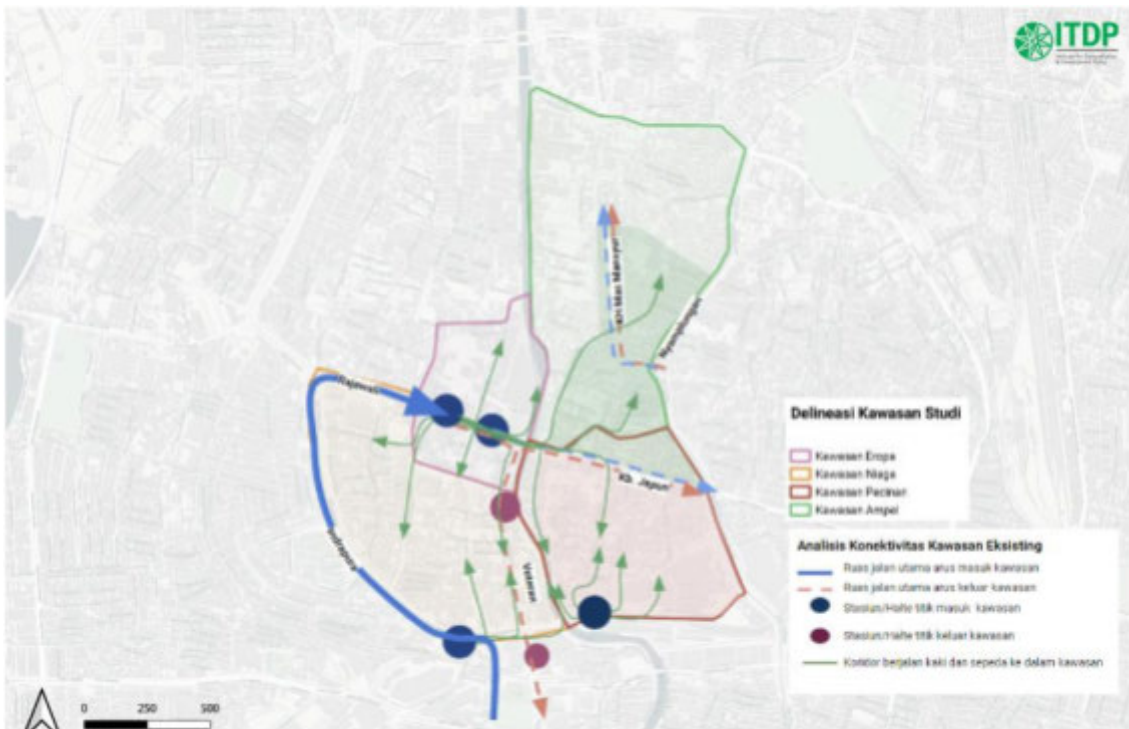 ITDP
Kh Mas Mansyur
Nyamplungan
Rajawali
Kb. Japun
Indrapura
Veteran
Delineasi Kawasan Studi
Kawasan Eropa
Kawasan Niaga
Kawasan Pecinan
Kawasan Ampel
Analisis Konektivitas Kawasan Eksisting
Ruas jalan utama arus masuk kawasan
Ruas jalan utama arus keluar kawasan
Stasiun/Halte titik masuk kawasan
Stasiun/Halte titik keluar kawasan
Koridor berjalan kaki dan sepeda ke dalam kawasan
0 250 500